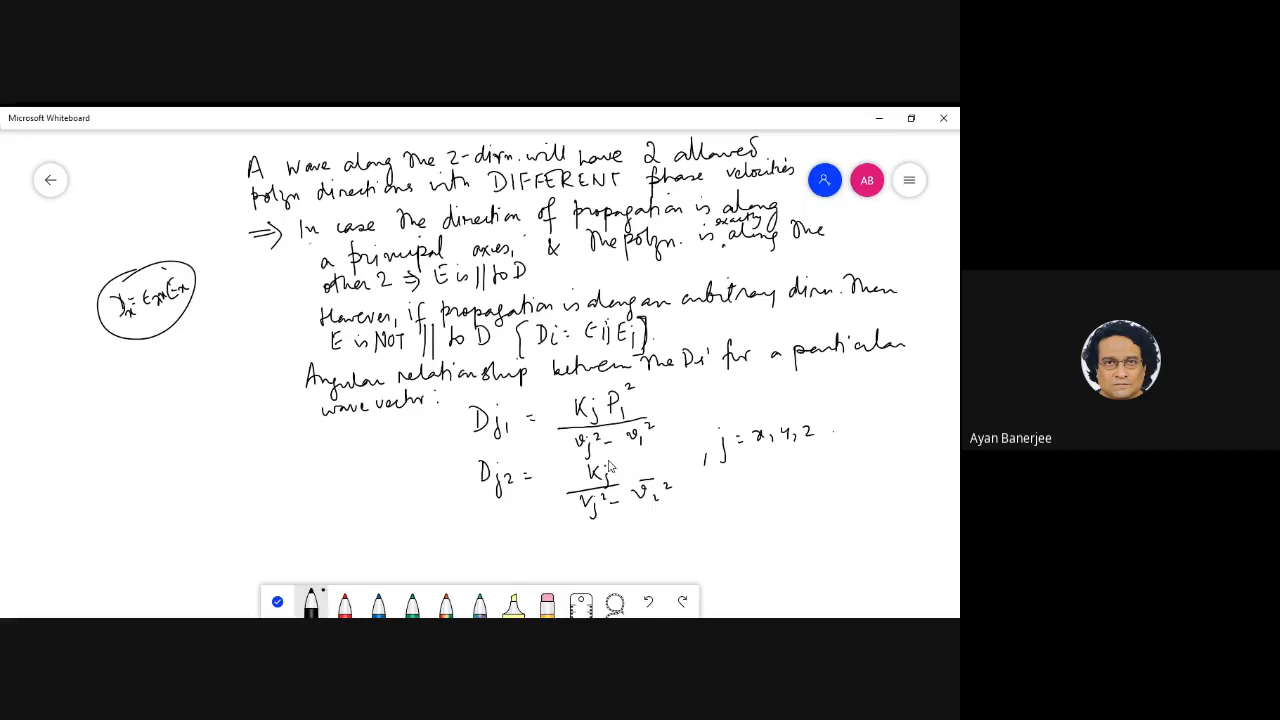 Microsoft Whiteboard
A wave along the z-dirn. will have 2 allowed
polzn directions with DIFFERENT phase velocities
AB
⇒ In case the direction of propagation is along
a principal axes, & the polzn. is exactly along the
other 2 ⇒ E is || to D
Dx = Exx Ex
However, if propagation is along an arbitrary dirn. then
E is NOT || to D [Di = Eij Ej].
Angular relationship between the Ds' for a particular
wave vector:
Dj1 = Kj P1² / vj² - v1²
, j = x, y, z
Dj2 = Kj / vj² - v2²
Ayan Banerjee